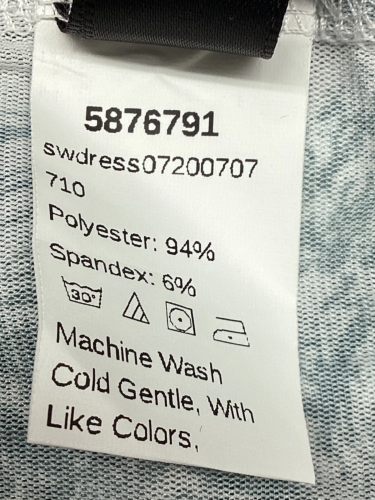 5876791
swdress07200707
710
Polyester: 94%
Spandex: 6%
30°
Machine Wash
Cold Gentle, With
Like Colors,